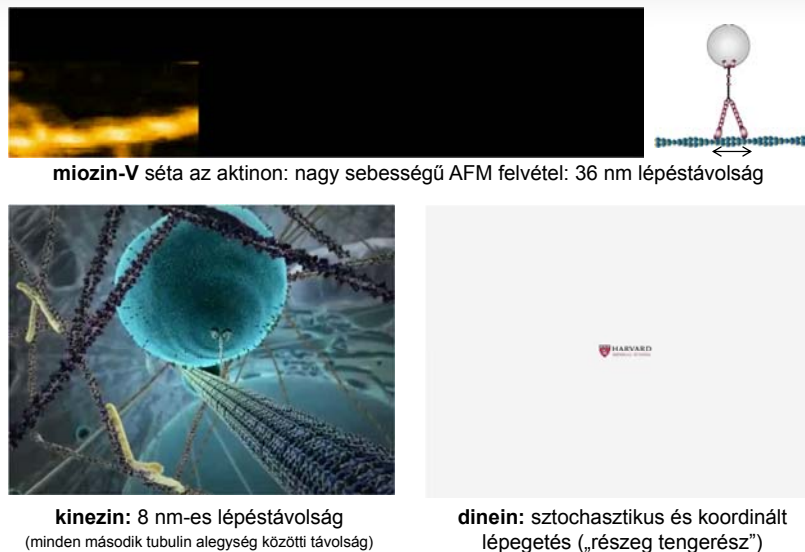 miozin-V séta az aktinon: nagy sebességű AFM felvétel: 36 nm lépéstávolság
HARVARD
kinezin: 8 nm-es lépéstávolság
(minden második tubulin alegység közötti távolság)
dinein: sztochasztikus és koordinált
lépegetés („részeg tengerész”)